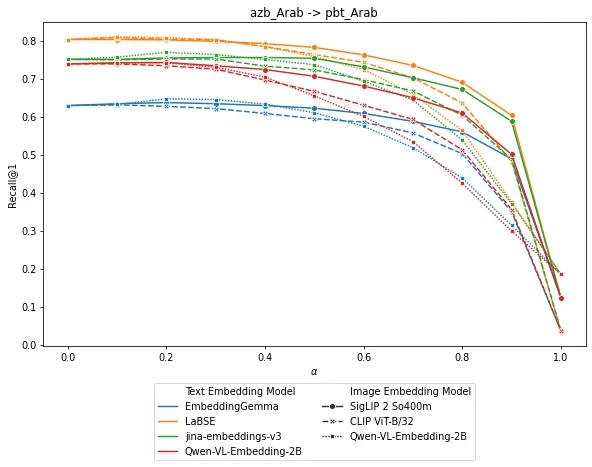 azb_Arab -> pbt_Arab
Recall@1
0.8
0.7
0.6
0.5
0.4
0.3
0.2
0.1
0.0
0.0 0.2 0.4 0.6 0.8 1.0
α
Text Embedding Model Image Embedding Model
EmbeddingGemma SigLIP 2 So400m
LaBSE CLIP ViT-B/32
jina-embeddings-v3 Qwen-VL-Embedding-2B
Qwen-VL-Embedding-2B